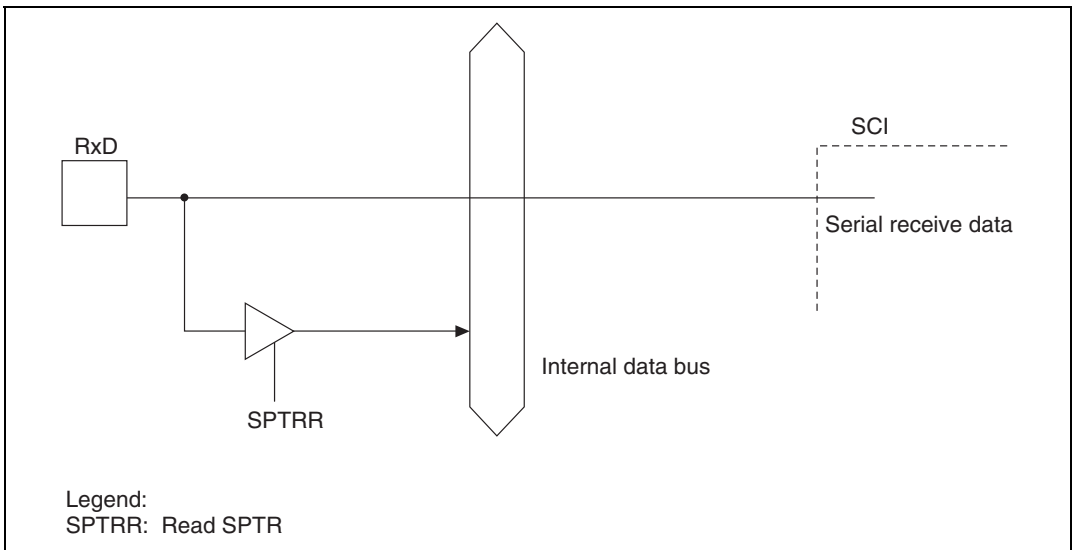 RxD
SCI
Serial receive data
Internal data bus
SPTRR
Legend:
SPTRR: Read SPTR